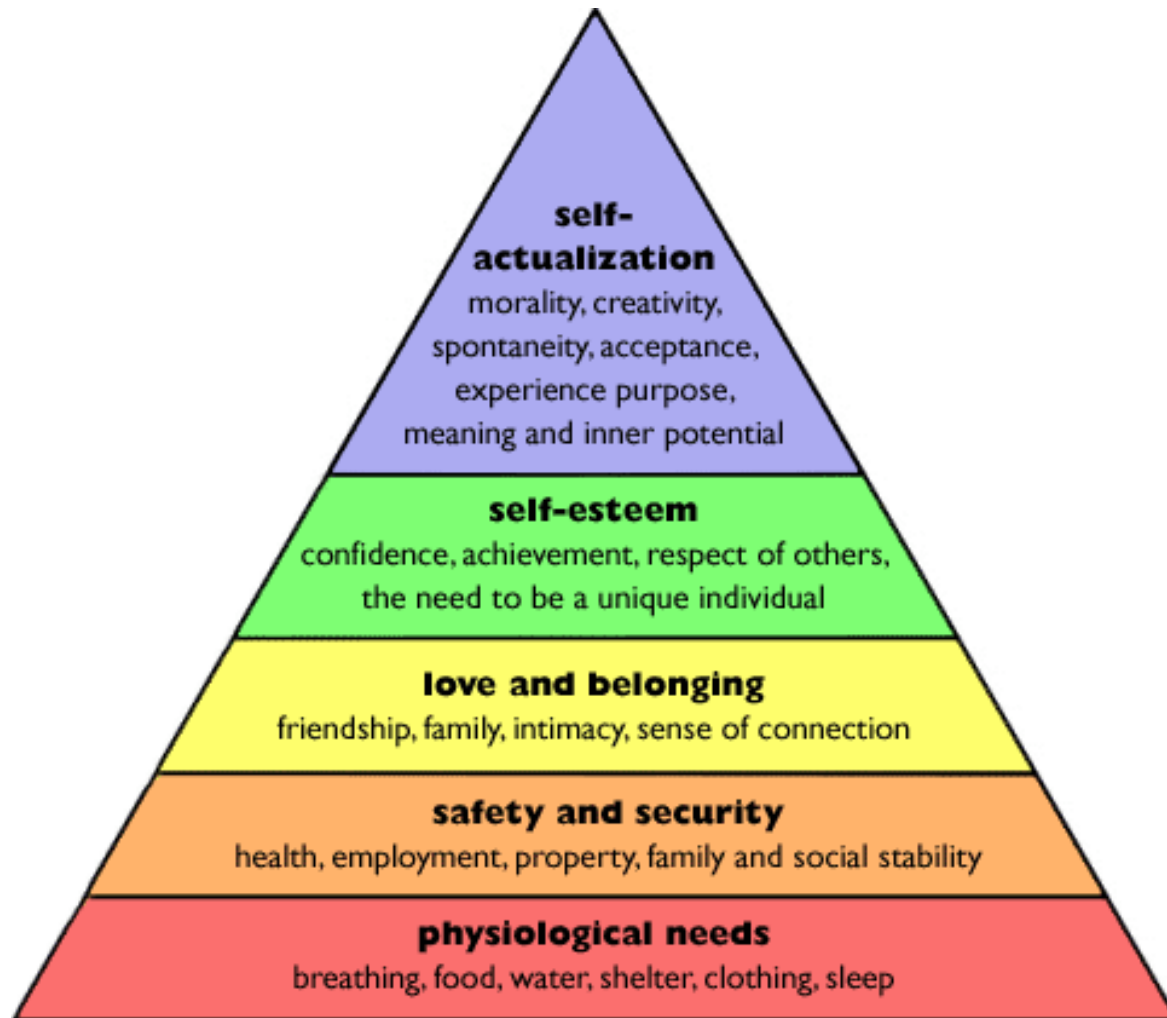 self-
actualization
morality, creativity,
spontaneity, acceptance,
experience purpose,
meaning and inner potential
self-esteem
confidence, achievement, respect of others,
the need to be a unique individual
love and belonging
friendship, family, intimacy, sense of connection
safety and security
health, employment, property, family and social stability
physiological needs
breathing, food, water, shelter, clothing, sleep